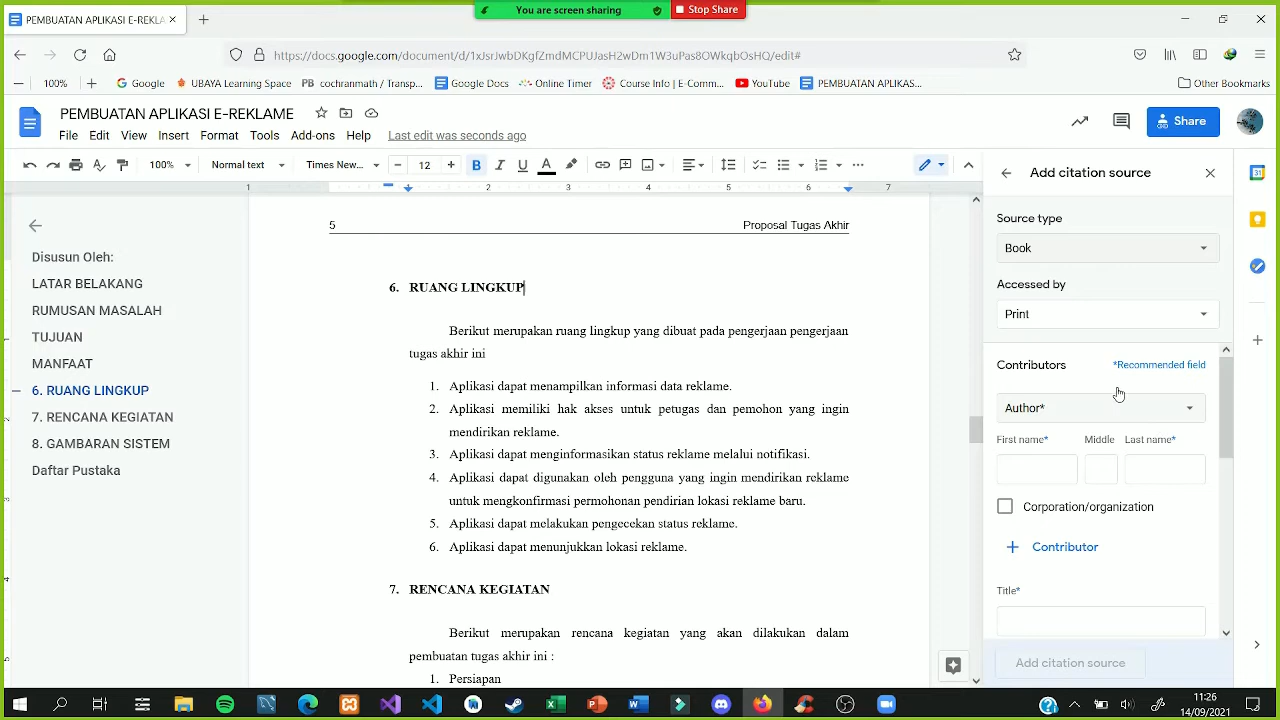 You are screen sharing
Stop Share
PEMBUATAN APLIKASI E-REKLA
https://docs.google.com/document/d/1xJsrJwbDKgfZmdMCPUJasH2wDm1W3uPas8OWkqbOsHQ/edit#
100%
Google
UBAYA Learning Space
PB cochranmath / Transp...
Google Docs
Online Timer
Course Info | E-Comm...
YouTube
PEMBUATAN APLIKAS...
Other Bookmarks
PEMBUATAN APLIKASI E-REKLAME
File Edit View Insert Format Tools Add-ons Help
Last edit was seconds ago
Share
100% Normal text Times New... 12 B I U A
1 2 3 4 5 6 7
Disusun Oleh:
LATAR BELAKANG
RUMUSAN MASALAH
TUJUAN
MANFAAT
6. RUANG LINGKUP
7. RENCANA KEGIATAN
8. GAMBARAN SISTEM
Daftar Pustaka
5 Proposal Tugas Akhir
6. RUANG LINGKUP
Berikut merupakan ruang lingkup yang dibuat pada pengerjaan pengerjaan
tugas akhir ini
1. Aplikasi dapat menampilkan informasi data reklame.
2. Aplikasi memiliki hak akses untuk petugas dan pemohon yang ingin
mendirikan reklame.
3. Aplikasi dapat menginformasikan status reklame melalui notifikasi.
4. Aplikasi dapat digunakan oleh pengguna yang ingin mendirikan reklame
untuk mengkonfirmasi permohonan pendirian lokasi reklame baru.
5. Aplikasi dapat melakukan pengecekan status reklame.
6. Aplikasi dapat menunjukkan lokasi reklame.
7. RENCANA KEGIATAN
Berikut merupakan rencana kegiatan yang akan dilakukan dalam
pembuatan tugas akhir ini :
1. Persiapan
Add citation source
Source type
Book
Accessed by
Print
Contributors *Recommended field
Author*
First name* Middle Last name*
Corporation/organization
+ Contributor
Title*
Add citation source
11:26
14/09/2021